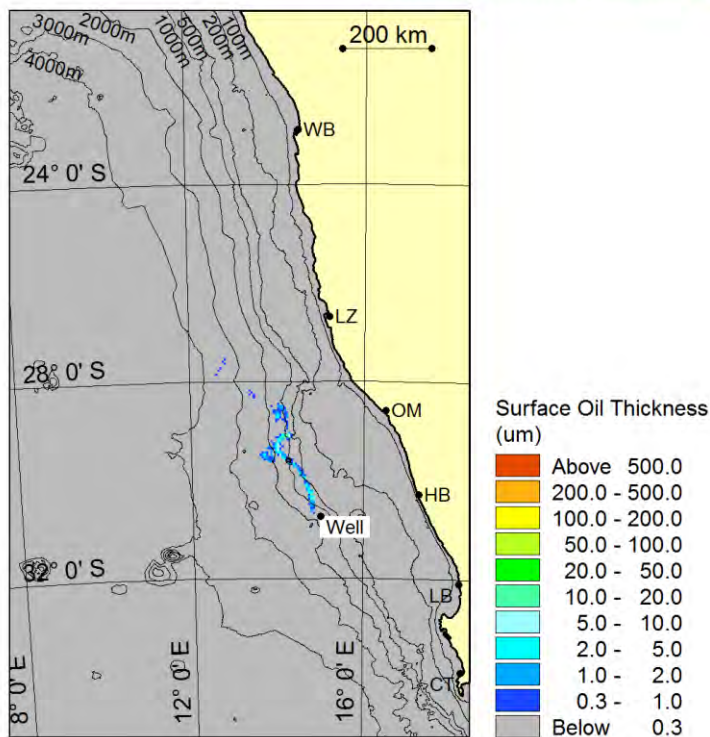 3000m
2000m
1000m
500m
200m
100m
4000m
200 km
WB
24° 0' S
LZ
28° 0' S
OM
HB
Well
32° 0' S
LB
CT
8° 0' E
12° 0' E
16° 0' E
Surface Oil Thickness
(um)
Above 500.0
200.0 - 500.0
100.0 - 200.0
50.0 - 100.0
20.0 - 50.0
10.0 - 20.0
5.0 - 10.0
2.0 - 5.0
1.0 - 2.0
0.3 - 1.0
Below 0.3